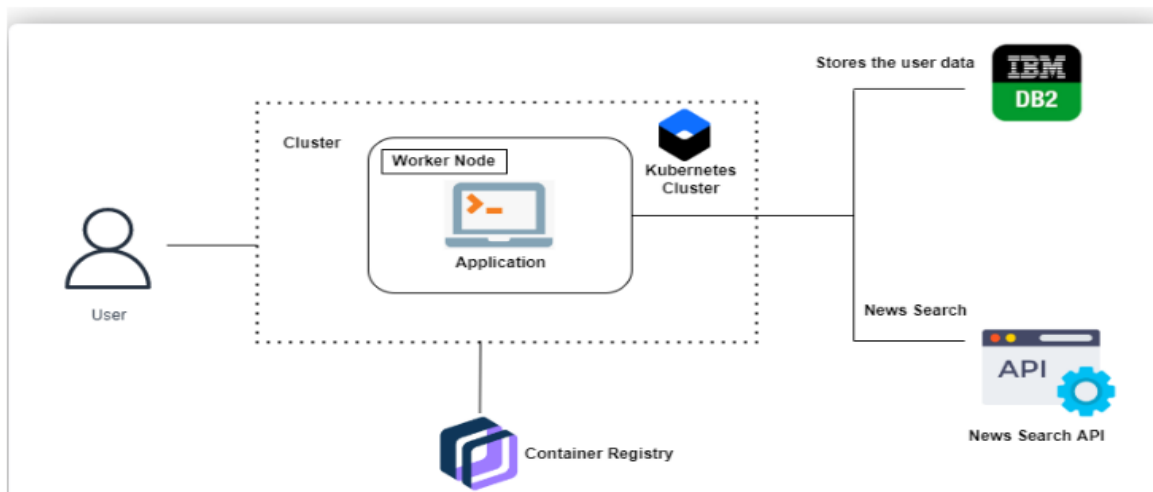 Stores the user data
IBM
DB2
Cluster
Worker Node
Kubernetes
Cluster
Application
User
News Search
API
News Search API
Container Registry